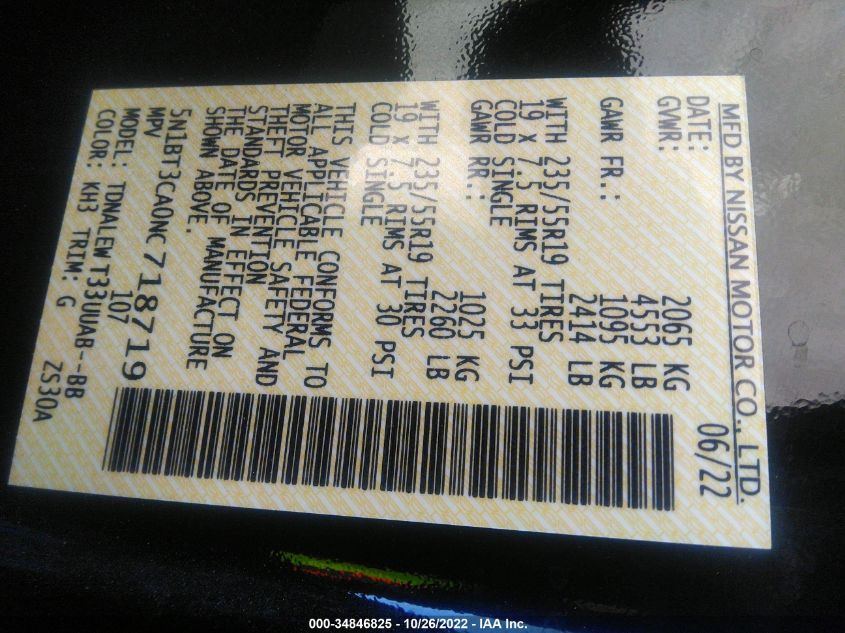 MFD BY NISSAN MOTOR CO., LTD.
DATE: 06/22
GVWR: 2065 KG
4553 LB
GAWR FR.: 1095 KG
2414 LB
WITH 235/55R19 TIRES
19 X 7.5 RIMS AT 33 PSI
COLD SINGLE
GAWR RR.: 1025 KG
2260 LB
WITH 235/55R19 TIRES
19 X 7.5 RIMS AT 30 PSI
COLD SINGLE
THIS VEHICLE CONFORMS TO
ALL APPLICABLE FEDERAL
MOTOR VEHICLE SAFETY AND
THEFT PREVENTION
STANDARDS IN EFFECT ON
THE DATE OF MANUFACTURE
SHOWN ABOVE.
5N1BT3CA0NC718719
MPV 107
MODEL: TDNALEWT33UUAB--BB
COLOR: KH3 TRIM: G ZS30A
000-34846825 - 10/26/2022 - IAA Inc.